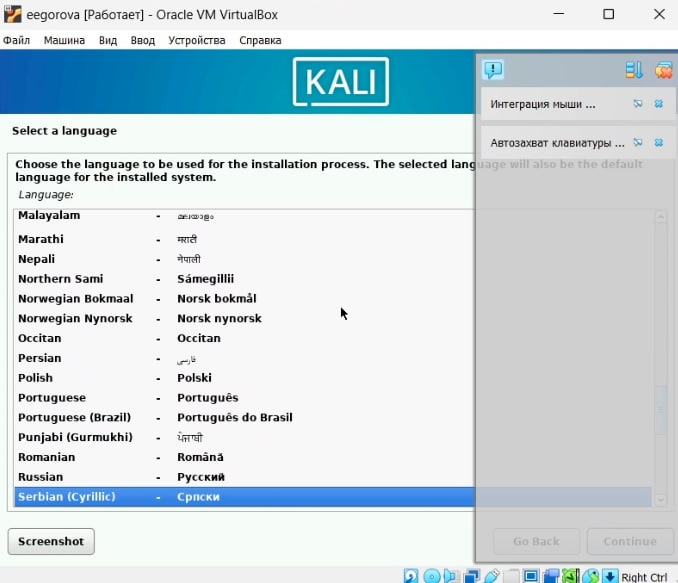 eegorova [Работает] - Oracle VM VirtualBox
Файл Машина Вид Ввод Устройства Справка
KALI
Интеграция мыши ...
Автозахват клавиатуры ...
Select a language
Choose the language to be used for the installation process. The selected language will also be the default
language for the installed system.
Language:
Malayalam - മലയാളം
Marathi - मराठी
Nepali - नेपाली
Northern Sami - Sámegillii
Norwegian Bokmaal - Norsk bokmål
Norwegian Nynorsk - Norsk nynorsk
Occitan - Occitan
Persian - فارسی
Polish - Polski
Portuguese - Português
Portuguese (Brazil) - Português do Brasil
Punjabi (Gurmukhi) - ਪੰਜਾਬੀ
Romanian - Română
Russian - Русский
Serbian (Cyrillic) - Српски
Screenshot Go Back Continue
Right Ctrl